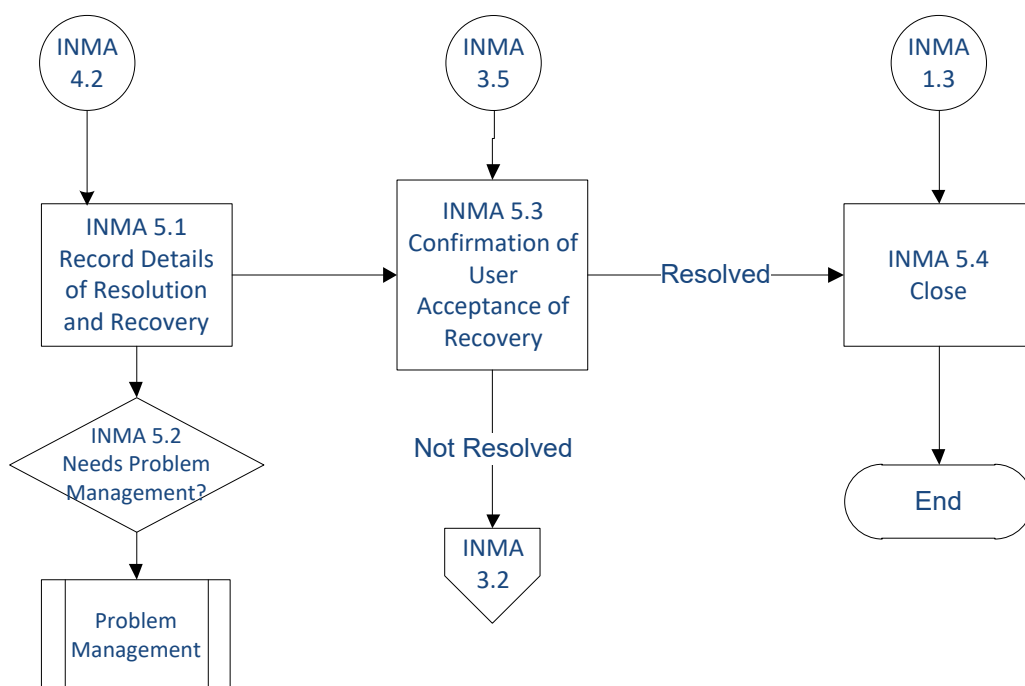 INMA
4.2
INMA
3.5
INMA
1.3
INMA 5.1
Record Details
of Resolution
and Recovery
INMA 5.3
Confirmation of
User
Acceptance of
Recovery
Resolved
INMA 5.4
Close
INMA 5.2
Needs Problem
Management?
Not Resolved
INMA
3.2
End
Problem
Management